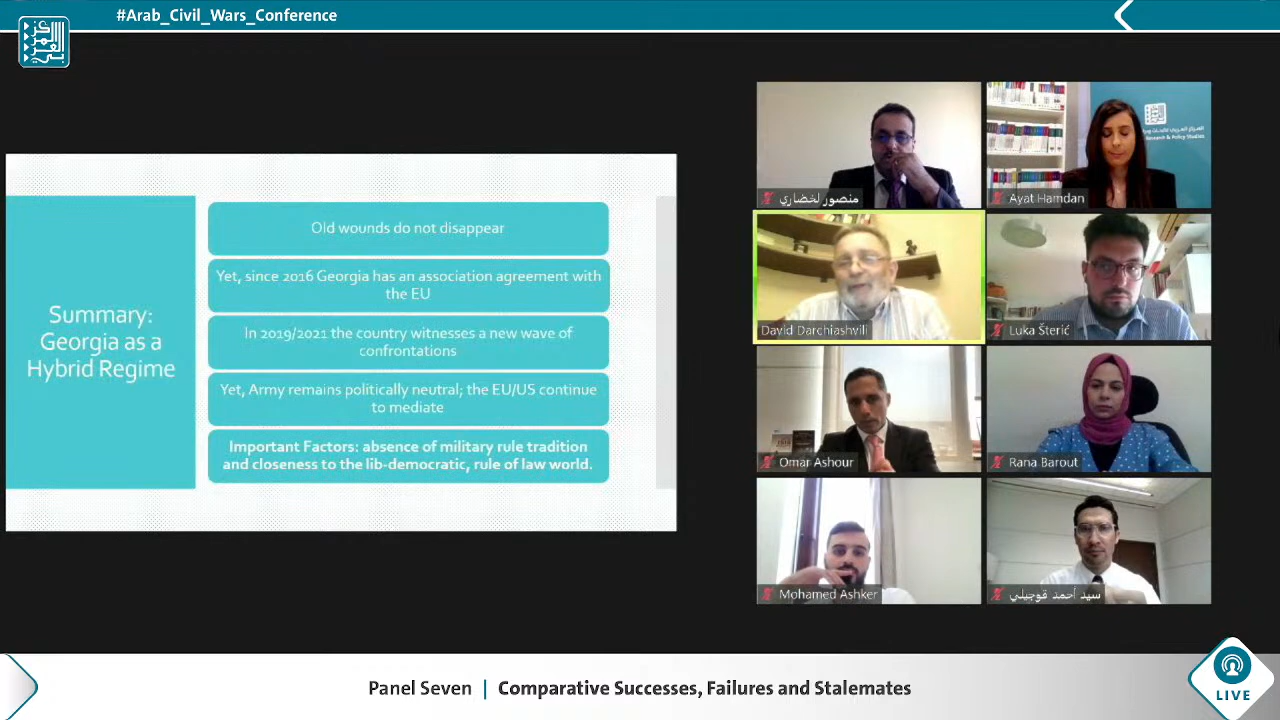 #Arab_Civil_Wars_Conference
Summary:
Georgia as a
Hybrid Regime
Old wounds do not disappear
Yet, since 2016 Georgia has an association agreement with
the EU
In 2019/2021 the country witnesses a new wave of
confrontations
Yet, Army remains politically neutral; the EU/US continue
to mediate
Important Factors: absence of military rule tradition
and closeness to the lib-democratic, rule of law world.
منصور لخضاري
Ayat Hamdan
Research & Policy Studies
David Darchiashvili
Luka Šterić
Omar Ashour
Rana Barout
Mohamed Ashker
سيد أحمد قوجيلي
Panel Seven | Comparative Successes, Failures and Stalemates
LIVE